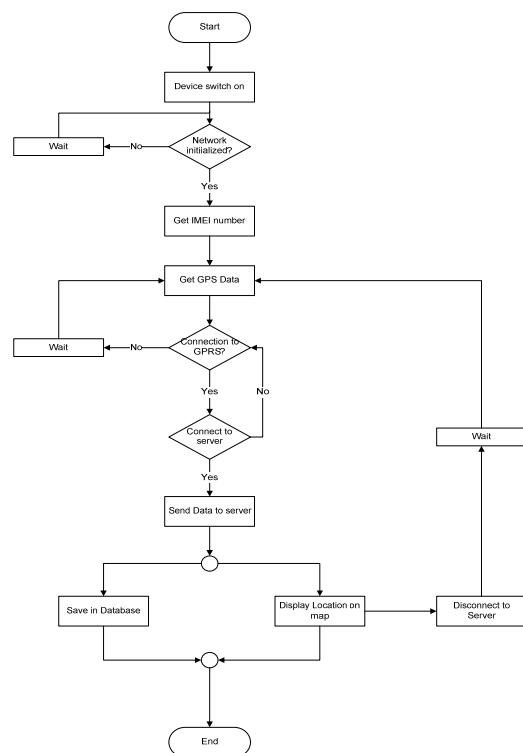 Start
Device switch on
Network
initiialized?
No
Wait
Yes
Get IMEI number
Get GPS Data
Connection to
GPRS?
No
Wait
Yes
No
Connect to
server
Wait
Yes
Send Data to server
Save in Database
Display Location on
map
Disconnect to
Server
End